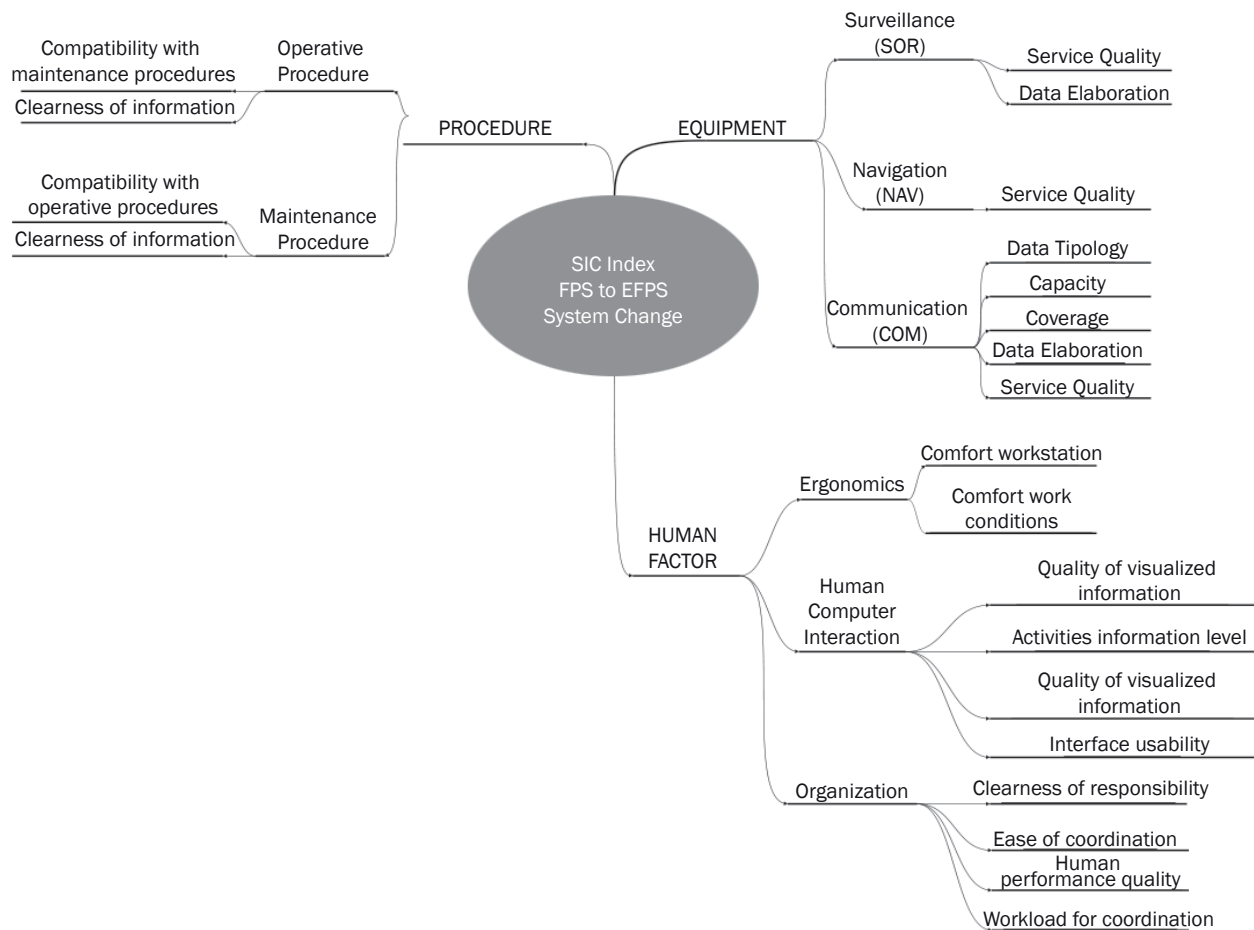 Compatibility with
maintenance procedures
Clearness of information
Operative
Procedure
Compatibility with
operative procedures
Clearness of information
Maintenance
Procedure
PROCEDURE
SIC Index
FPS to EFPS
System Change
EQUIPMENT
Surveillance
(SOR)
Service Quality
Data Elaboration
Navigation
(NAV)
Service Quality
Communication
(COM)
Data Tipology
Capacity
Coverage
Data Elaboration
Service Quality
HUMAN
FACTOR
Ergonomics
Comfort workstation
Comfort work
conditions
Human
Computer
Interaction
Quality of visualized
information
Activities information level
Quality of visualized
information
Interface usability
Organization
Clearness of responsibility
Ease of coordination
Human
performance quality
Workload for coordination